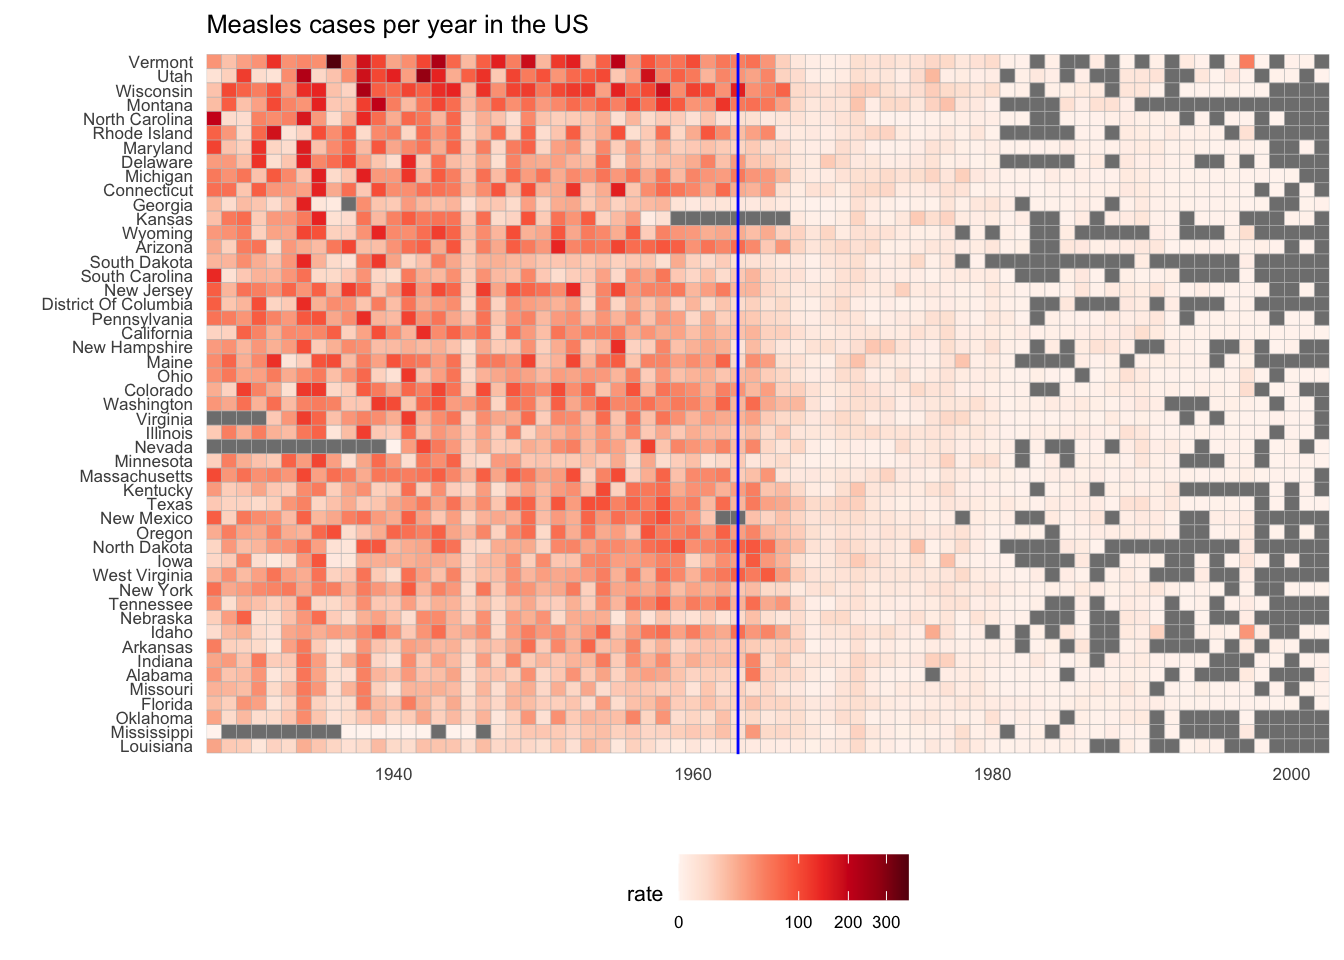 Measles cases per year in the US
Vermont
Utah
Wisconsin
Montana
North Carolina
Rhode Island
Maryland
Delaware
Michigan
Connecticut
Georgia
Kansas
Wyoming
Arizona
South Dakota
South Carolina
New Jersey
District Of Columbia
Pennsylvania
California
New Hampshire
Maine
Ohio
Colorado
Washington
Virginia
Illinois
Nevada
Minnesota
Massachusetts
Kentucky
Texas
New Mexico
Oregon
North Dakota
Iowa
West Virginia
New York
Tennessee
Nebraska
Idaho
Arkansas
Indiana
Alabama
Missouri
Florida
Oklahoma
Mississippi
Louisiana
1940 1960 1980 2000
rate
0 100 200 300